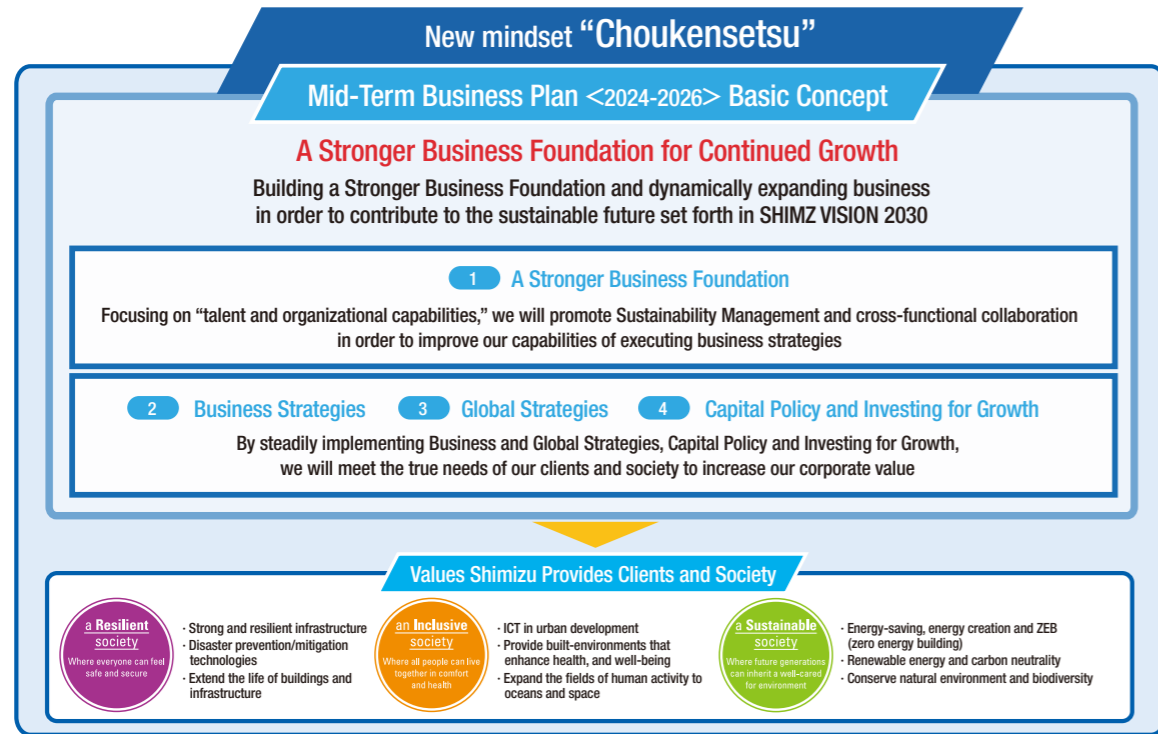 New mindset “Choukensetsu”
Mid-Term Business Plan <2024-2026> Basic Concept
A Stronger Business Foundation for Continued Growth
Building a Stronger Business Foundation and dynamically expanding business
in order to contribute to the sustainable future set forth in SHIMZ VISION 2030
1 A Stronger Business Foundation
Focusing on “talent and organizational capabilities,” we will promote Sustainability Management and cross-functional collaboration
in order to improve our capabilities of executing business strategies
2 Business Strategies 3 Global Strategies 4 Capital Policy and Investing for Growth
By steadily implementing Business and Global Strategies, Capital Policy and Investing for Growth,
we will meet the true needs of our clients and society to increase our corporate value
Values Shimizu Provides Clients and Society
a Resilient
society
Where everyone can feel
safe and secure
· Strong and resilient infrastructure
· Disaster prevention/mitigation
technologies
· Extend the life of buildings and
infrastructure
an Inclusive
society
Where all people can live
together in comfort
and health
· ICT in urban development
· Provide built-environments that
enhance health, and well-being
· Expand the fields of human activity to
oceans and space
a Sustainable
society
Where future generations
can inherit a well-cared
for environment
· Energy-saving, energy creation and ZEB
(zero energy building)
· Renewable energy and carbon neutrality
· Conserve natural environment and biodiversity